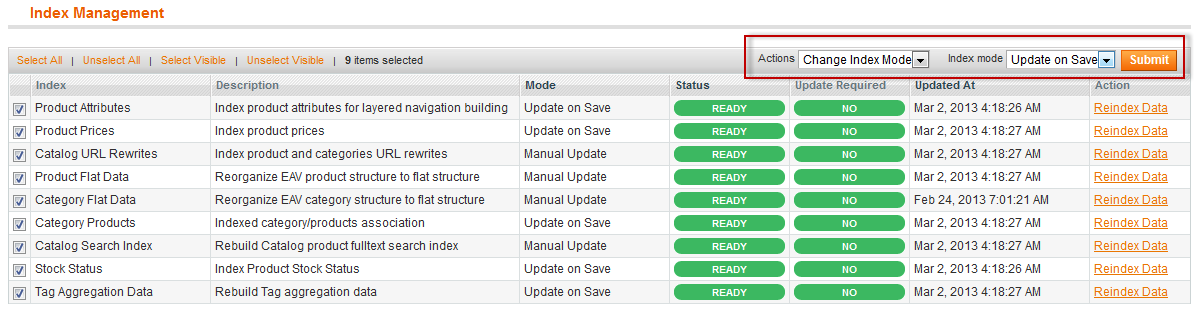 Index Management
Select All | Unselect All | Select Visible | Unselect Visible | 9 items selected Actions Change Index Mode Index mode Update on Save Submit
Index Description Mode Status Update Required Updated At Action
Product Attributes Index product attributes for layered navigation building Update on Save READY NO Mar 2, 2013 4:18:26 AM Reindex Data
Product Prices Index product prices Update on Save READY NO Mar 2, 2013 4:18:27 AM Reindex Data
Catalog URL Rewrites Index product and categories URL rewrites Manual Update READY NO Mar 2, 2013 4:18:27 AM Reindex Data
Product Flat Data Reorganize EAV product structure to flat structure Manual Update READY NO Mar 2, 2013 4:18:27 AM Reindex Data
Category Flat Data Reorganize EAV category structure to flat structure Manual Update READY NO Feb 24, 2013 7:01:21 AM Reindex Data
Category Products Indexed category/products association Update on Save READY NO Mar 2, 2013 4:18:27 AM Reindex Data
Catalog Search Index Rebuild Catalog product fulltext search index Manual Update READY NO Mar 2, 2013 4:18:27 AM Reindex Data
Stock Status Index Product Stock Status Update on Save READY NO Mar 2, 2013 4:18:26 AM Reindex Data
Tag Aggregation Data Rebuild Tag aggregation data Update on Save READY NO Mar 2, 2013 4:18:27 AM Reindex Data